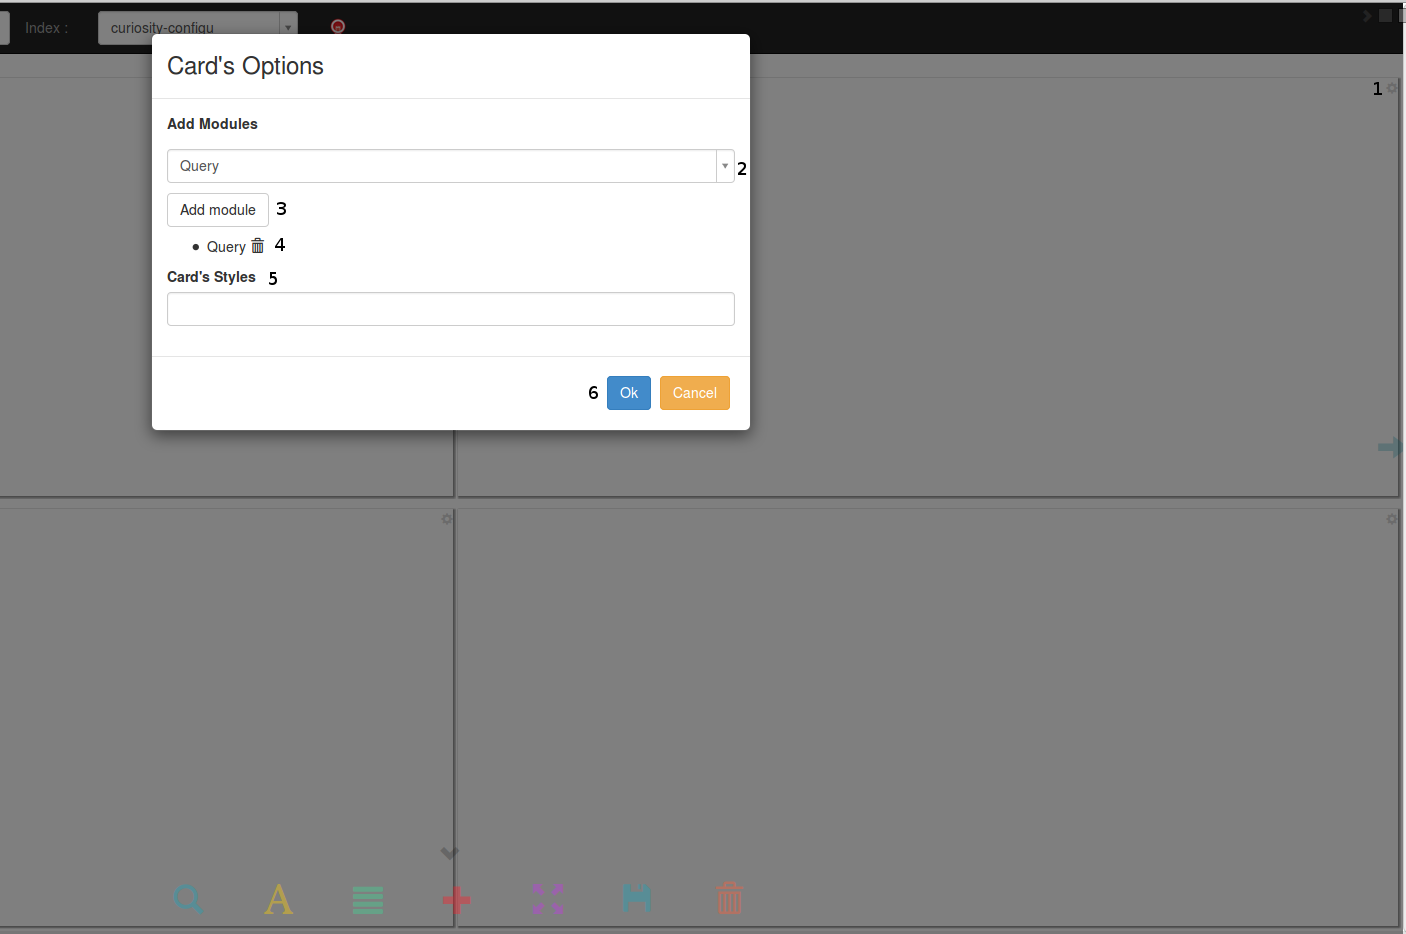 Index :
curiosity-configu
Card's Options
1
Add Modules
Query
2
Add module 3
Query 4
Card's Styles 5
6 Ok Cancel
A